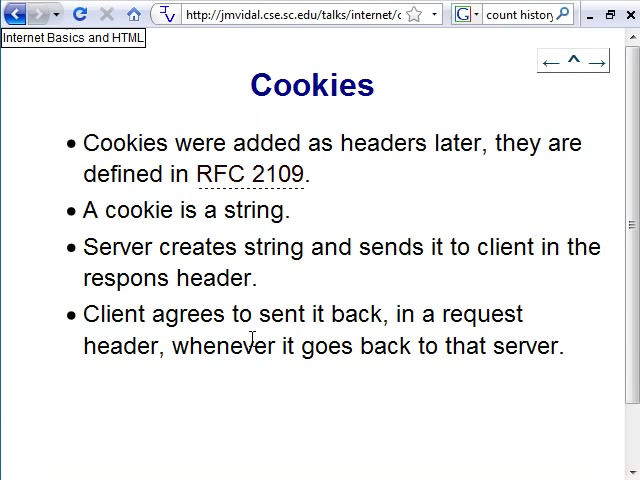 http://jmvidal.cse.sc.edu/talks/internet/c
count history
Internet Basics and HTML
← ^ →
Cookies
• Cookies were added as headers later, they are
defined in RFC 2109.
• A cookie is a string.
• Server creates string and sends it to client in the
respons header.
• Client agrees to sent it back, in a request
header, whenever it goes back to that server.